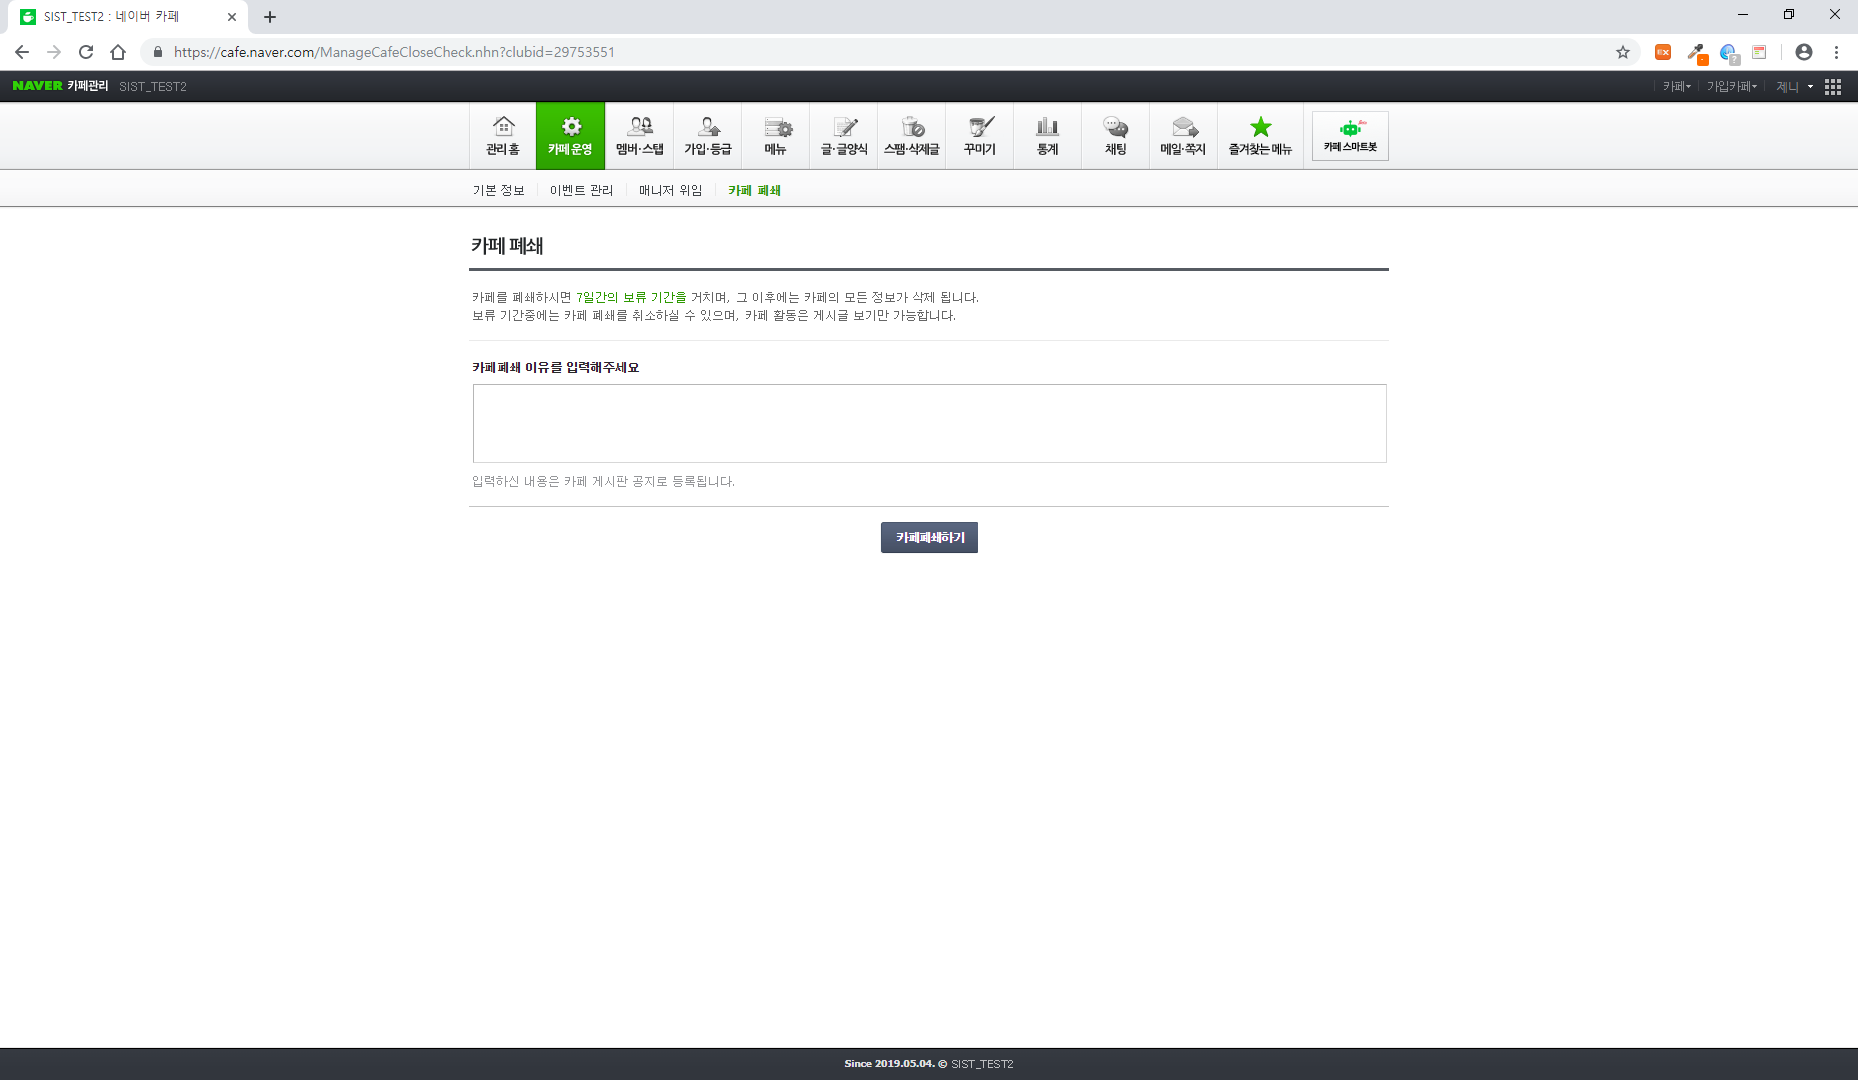 SIST_TEST2 : 네이버 카페
https://cafe.naver.com/ManageCafeCloseCheck.nhn?clubid=29753551
EX
NAVER 카페관리 SIST_TEST2
카페 가입카페 제니
관리 홈 카페 운영 멤버·스탭 가입·등급 메뉴 글·글양식 스팸·삭제글 꾸미기 통계 채팅 메일·쪽지 즐겨찾는 메뉴 카페 스마트봇
기본 정보 이벤트 관리 매니저 위임 카페 폐쇄
카페 폐쇄
카페를 폐쇄하시면 7일간의 보류 기간을 거치며, 그 이후에는 카페의 모든 정보가 삭제 됩니다.
보류 기간중에는 카페 폐쇄를 취소하실 수 있으며, 카페 활동은 게시글 보기만 가능합니다.
카페폐쇄 이유를 입력해주세요
입력하신 내용은 카페 게시판 공지로 등록됩니다.
카페폐쇄하기
Since 2019.05.04. © SIST_TEST2